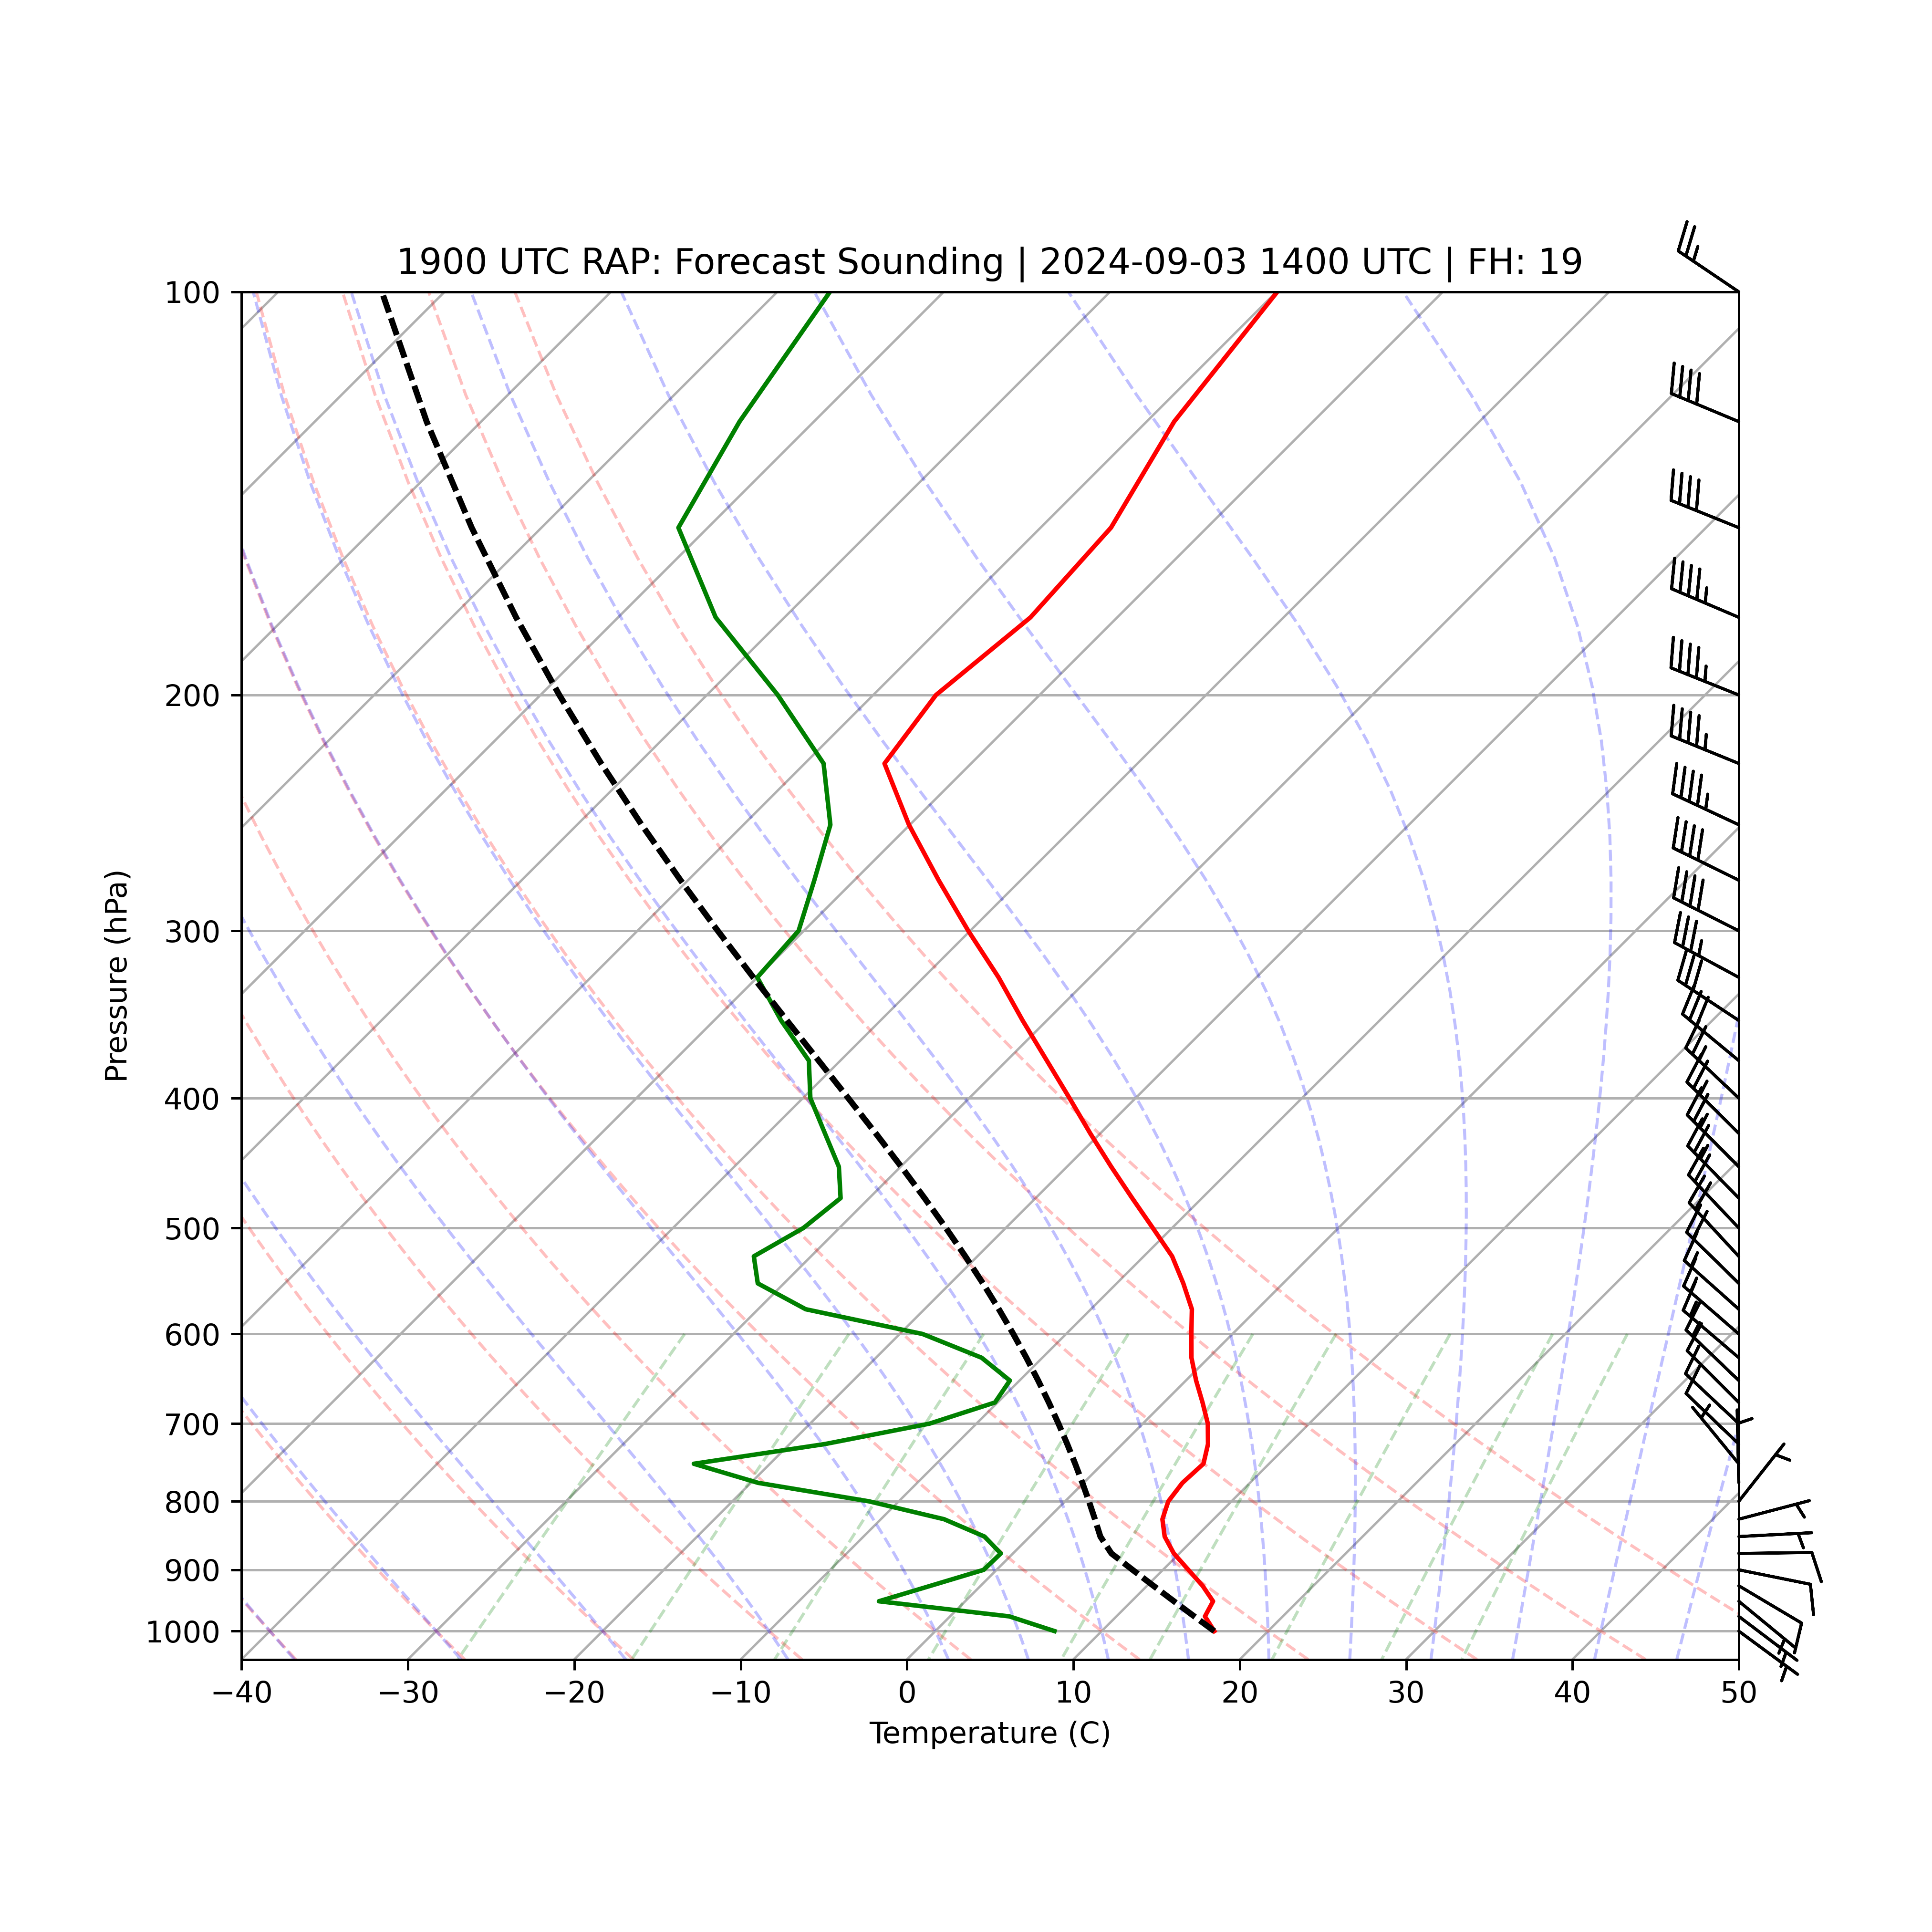 1900 UTC RAP: Forecast Sounding | 2024-09-03 1400 UTC | FH: 19
100
200
300
400
500
600
700
800
900
1000
Pressure (hPa)
−40 −30 −20 −10 0 10 20 30 40 50
Temperature (C)